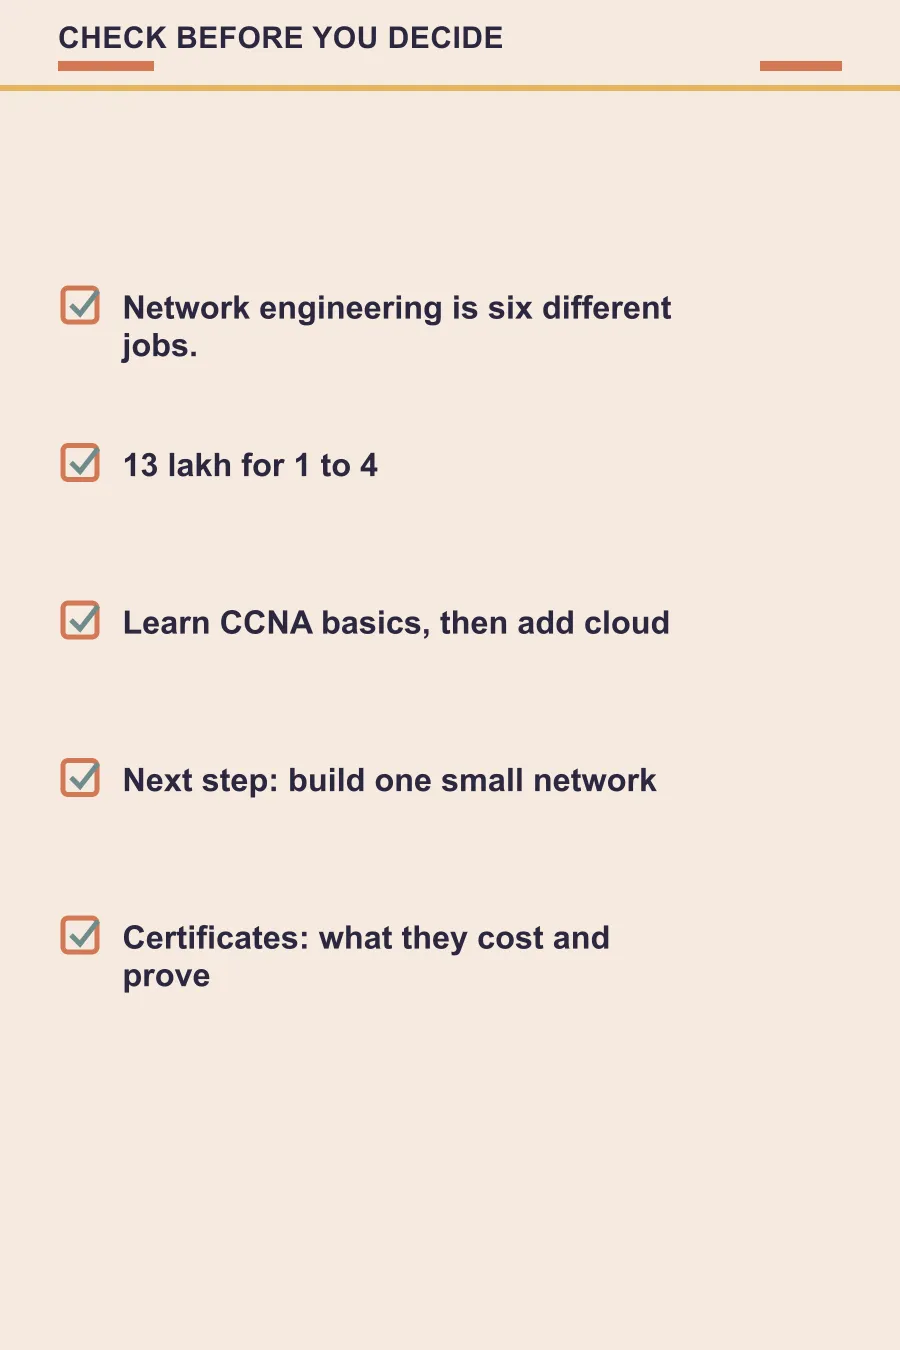 CHECK BEFORE YOU DECIDE
Network engineering is six different
jobs.
13 lakh for 1 to 4
Learn CCNA basics, then add cloud
Next step: build one small network
Certificates: what they cost and
prove